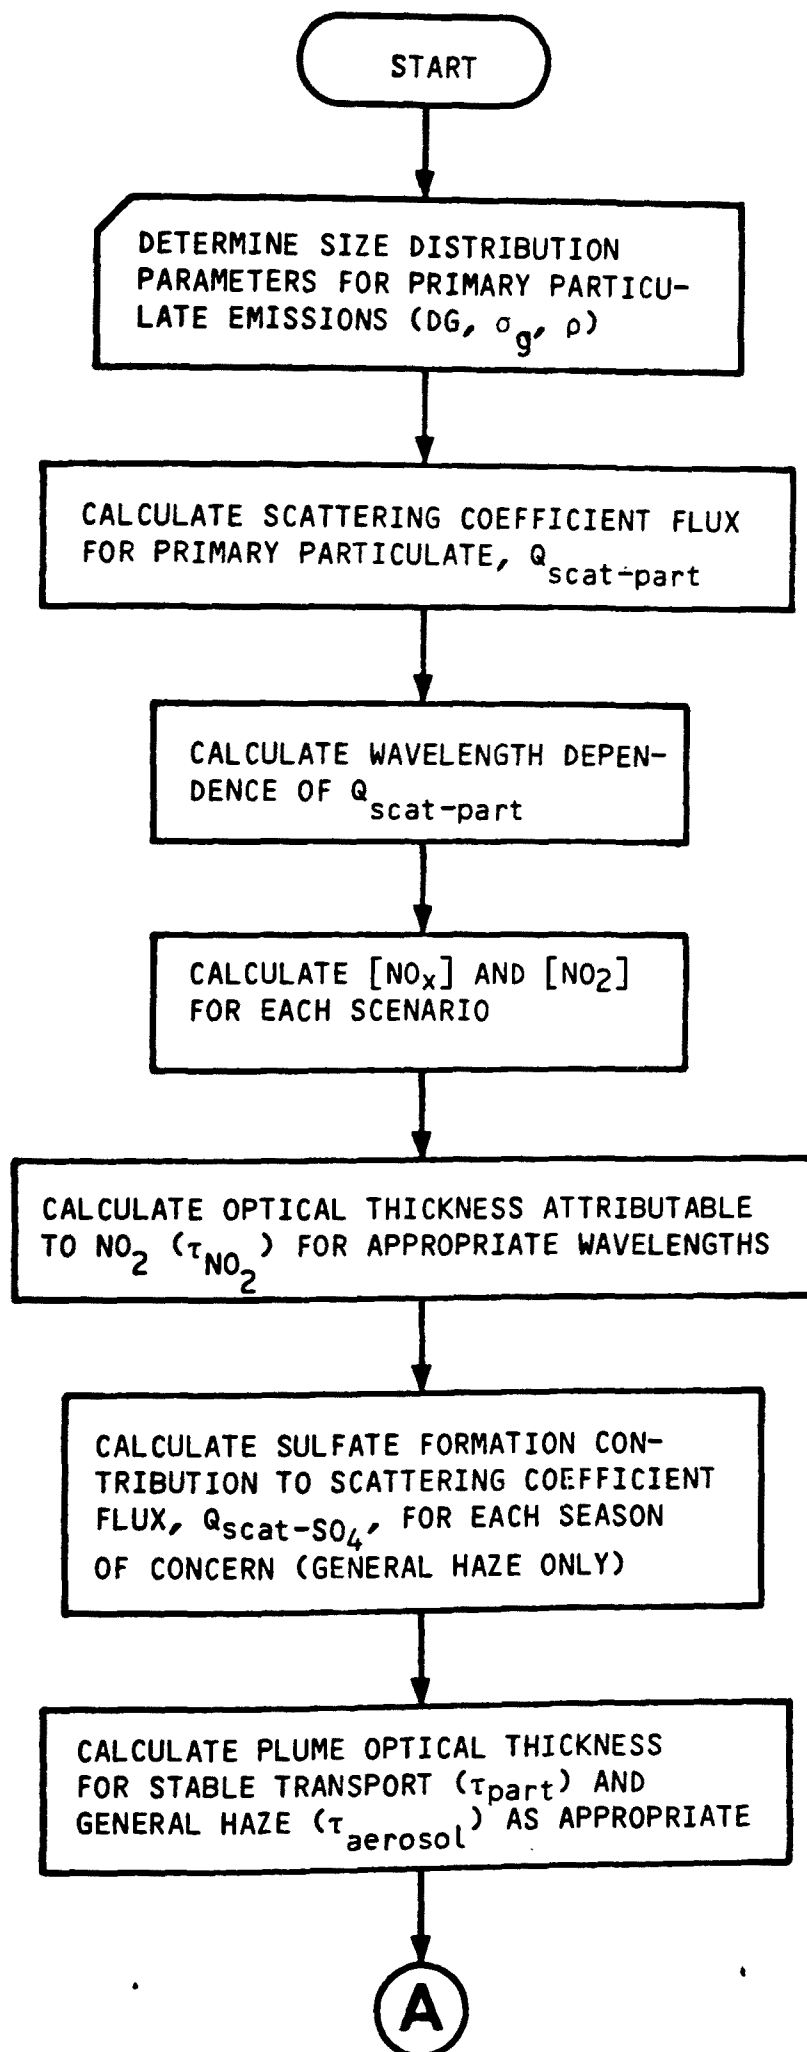 START
DETERMINE SIZE DISTRIBUTION
PARAMETERS FOR PRIMARY PARTICU-
LATE EMISSIONS (DG, σg, ρ)
CALCULATE SCATTERING COEFFICIENT FLUX
FOR PRIMARY PARTICULATE, Qscat-part
CALCULATE WAVELENGTH DEPEN-
DENCE OF Qscat-part
CALCULATE [NOx] AND [NO2]
FOR EACH SCENARIO
CALCULATE OPTICAL THICKNESS ATTRIBUTABLE
TO NO2 (τNO2) FOR APPROPRIATE WAVELENGTHS
CALCULATE SULFATE FORMATION CON-
TRIBUTION TO SCATTERING COEFFICIENT
FLUX, Qscat-SO4, FOR EACH SEASON
OF CONCERN (GENERAL HAZE ONLY)
CALCULATE PLUME OPTICAL THICKNESS
FOR STABLE TRANSPORT (τpart) AND
GENERAL HAZE (τaerosol) AS APPROPRIATE
A